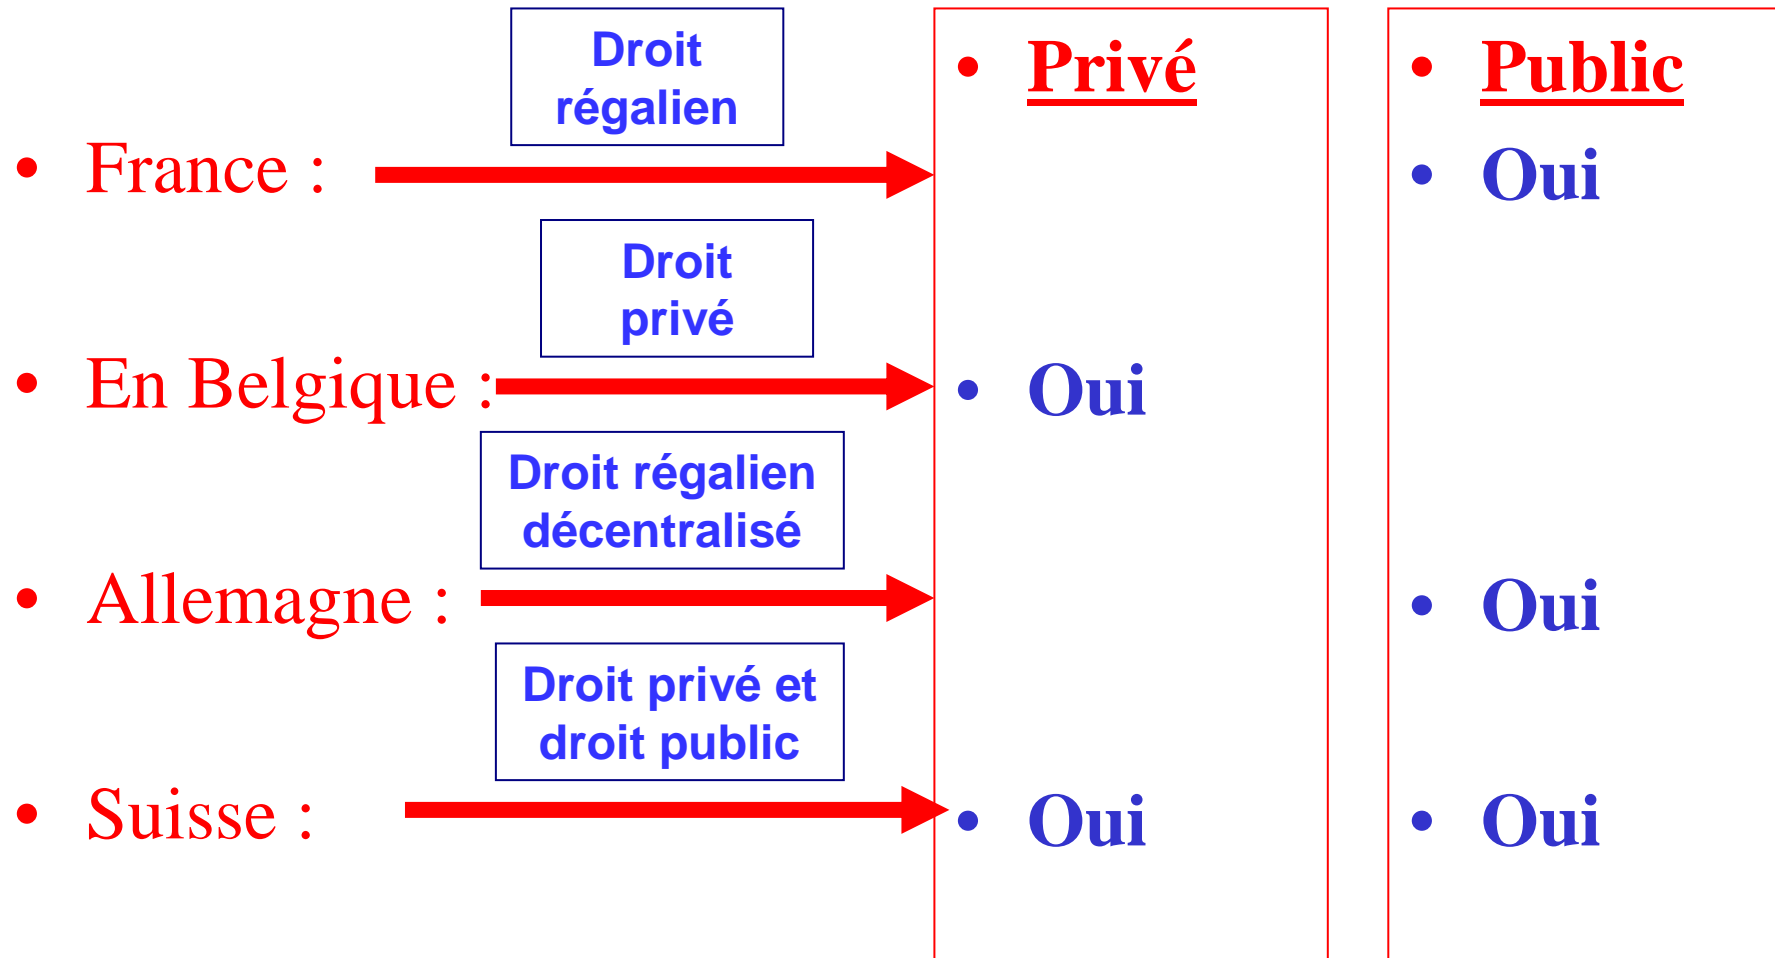 Droit
régalien
• Privé
• Public
• France :
• Oui
Droit
privé
• En Belgique :
• Oui
Droit régalien
décentralisé
• Allemagne :
• Oui
Droit privé et
droit public
• Suisse :
• Oui
• Oui